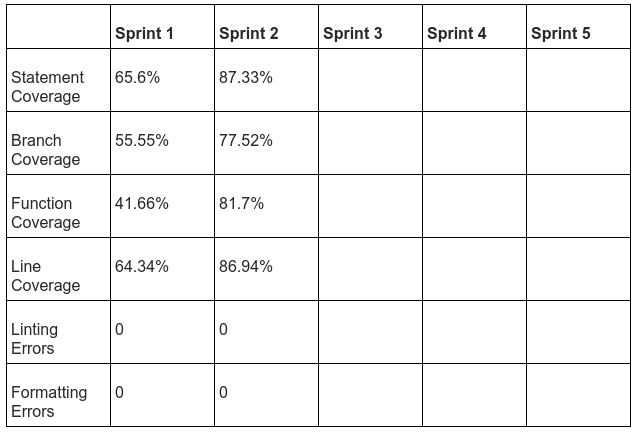 Sprint 1 Sprint 2 Sprint 3 Sprint 4 Sprint 5
Statement Coverage 65.6% 87.33%
Branch Coverage 55.55% 77.52%
Function Coverage 41.66% 81.7%
Line Coverage 64.34% 86.94%
Linting Errors 0 0
Formatting Errors 0 0